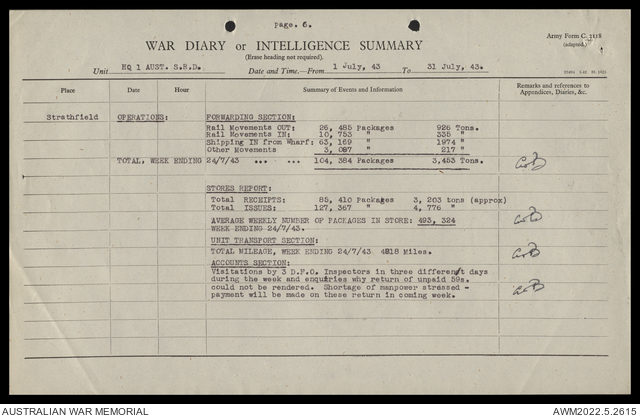 page. 6.
Army Form C. 2118
(adapted.)
WAR DIARY or INTELLIGENCE SUMMARY
(Erase heading not required).
Unit HQ 1 AUST. S.R.D. Date and Time.—From 1 July, 43 To 31 July, 43.
Place Date Hour Summary of Events and Information Remarks and references to Appendices, Diaries, &c.
Strathfield OPERATIONS: FORWARDING SECTION:
Rail Movements OUT: 26, 485 Packages 926 Tons.
Rail Movements IN: 10, 753 " 335 "
Shipping IN from Wharf: 63, 169 " 1974 "
Other Movements 3, 087 " 217 "
TOTAL, WEEK ENDING 24/7/43 .. .. .. 104, 384 Packages 3,453 Tons.
STORES REPORT:
Total RECEIPTS: 85, 410 Packages 3, 203 tons (approx)
Total ISSUES: 127, 367 " 4, 776 "
AVERAGE WEEKLY NUMBER OF PACKAGES IN STORE: 493, 324
WEEK ENDING 24/7/43.
UNIT TRANSPORT SECTION:
TOTAL MILEAGE, WEEK ENDING 24/7/43 4818 Miles.
ACCOUNTS SECTION:
Visitations by 3 D.F.O. Inspectors in three different days
during the week and enquiries why return of unpaid 59s.
could not be rendered. Shortage of manpower stressed -
payment will be made on these return in coming week.
AUSTRALIAN WAR MEMORIAL AWM2022.5.2615